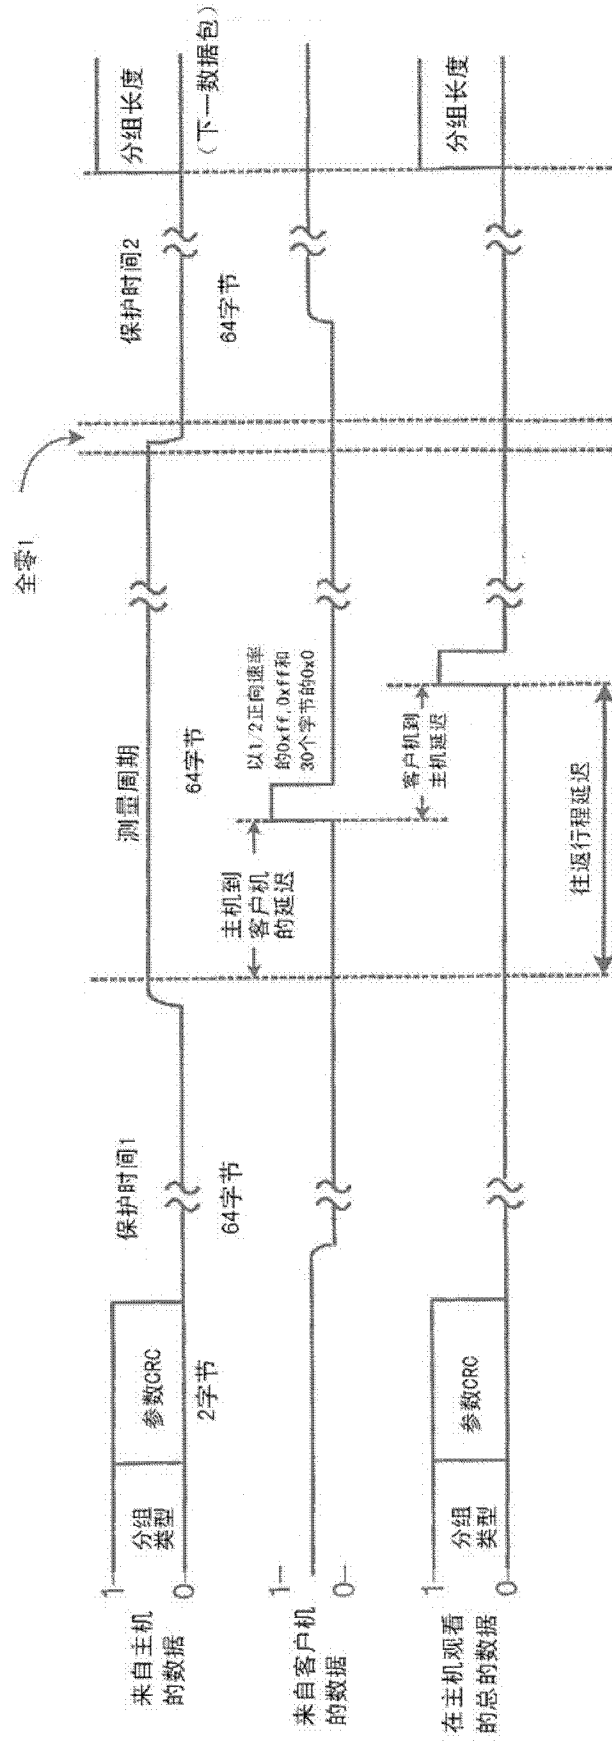 来自主机
的数据
1
0
分组
类型
参数CRC
2字节
保护时间1
64字节
测量周期
64字节
全零1
保护时间2
64字节
分组长度
(下一数据包)
来自客户机
的数据
1
0
主机到
客户机
的延迟
以1/2正向速率
的0xff,0xff和
30个字节的0x0
在主机观看
的总的数据
1
0
分组
类型
参数CRC
客户机到
主机延迟
往返行程延迟
分组长度